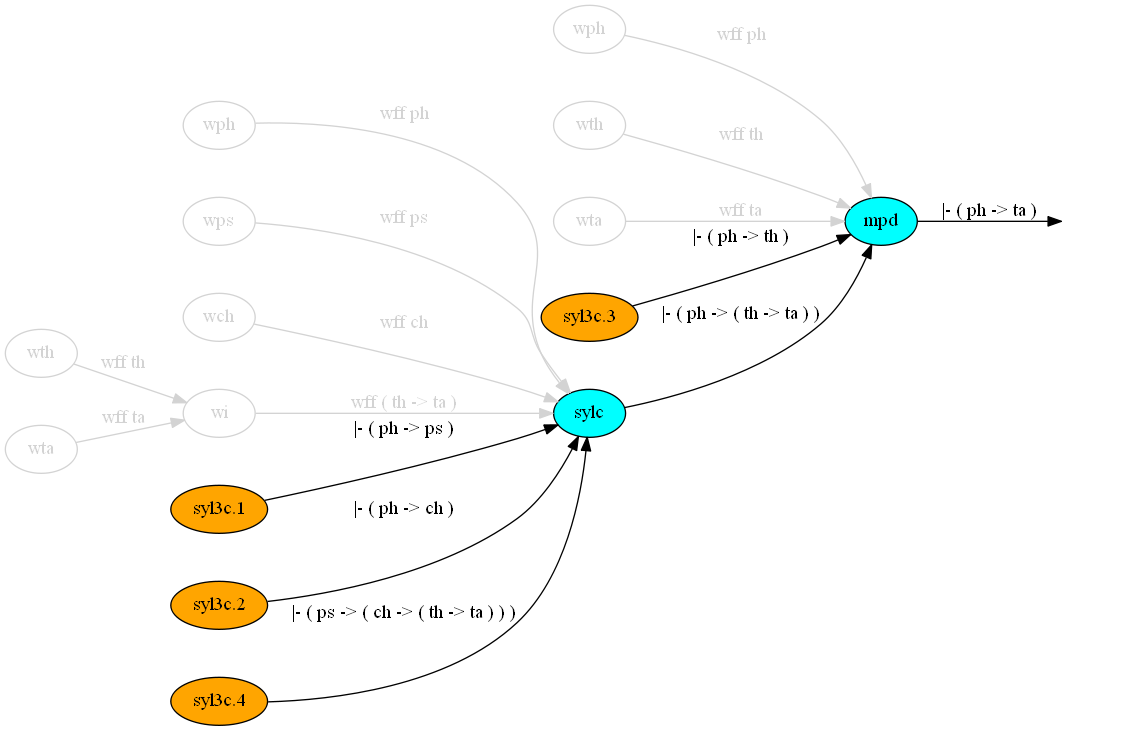 wph
wff ph
wph
wff ph
wth
wff th
wps
wff ps
wta
wff ta
mpd
|- ( ph -> ta )
|- ( ph -> th )
wch
wff ch
syl3c.3
|- ( ph -> ( th -> ta ) )
wth
wff th
wi
wff ( th -> ta )
sylc
wta
wff ta
|- ( ph -> ps )
syl3c.1
|- ( ph -> ch )
syl3c.2
|- ( ps -> ( ch -> ( th -> ta ) ) )
syl3c.4